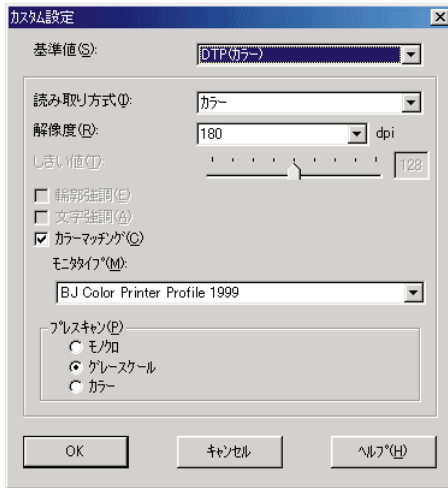 カスタム設定
基準値(S): DTP(カラー)
読み取り方式(I): カラー
解像度(R): 180 dpi
しきい値(T): 128
輪郭強調(E)
文字強調(A)
カラーマッチング(C)
モニタタイプ(M):
BJ Color Printer Profile 1999
プレスキャン(P)
モノクロ
グレースケール
カラー
OK キャンセル ヘルプ(H)